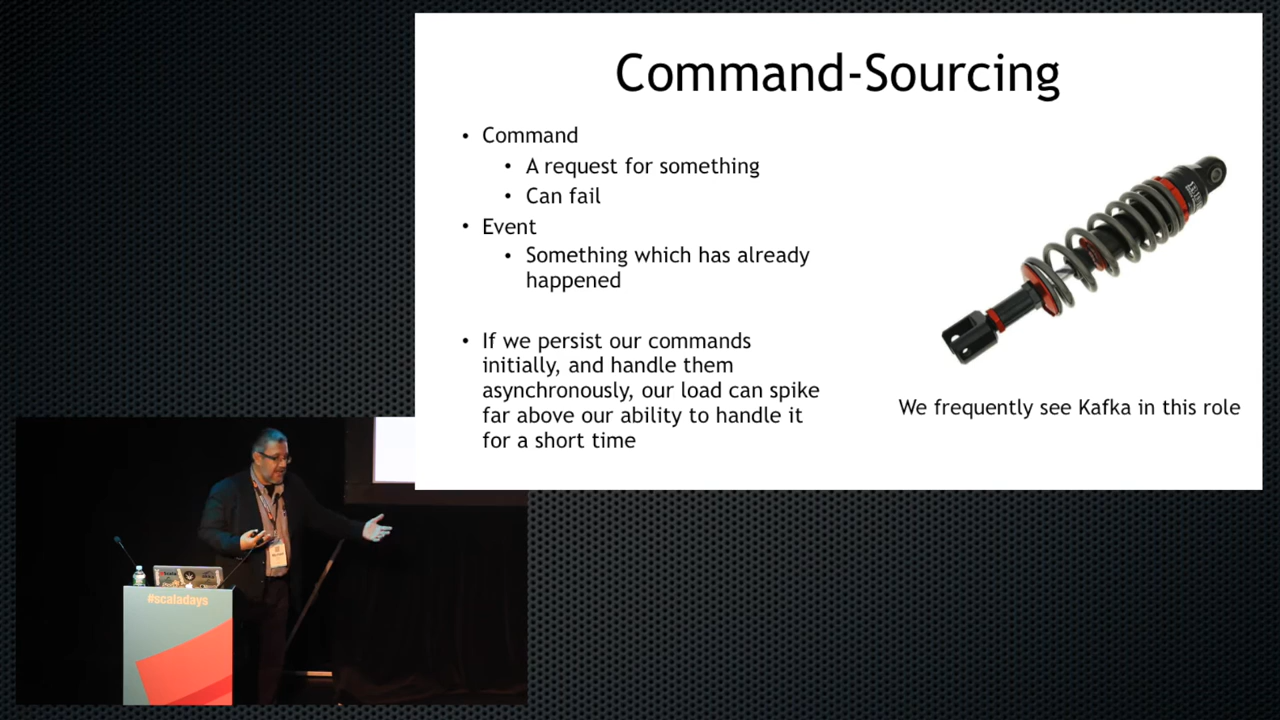 Command-Sourcing
• Command
• A request for something
• Can fail
• Event
• Something which has already
happened
• If we persist our commands
initially, and handle them
asynchronously, our load can spike
far above our ability to handle it
for a short time
We frequently see Kafka in this role
#scaladays